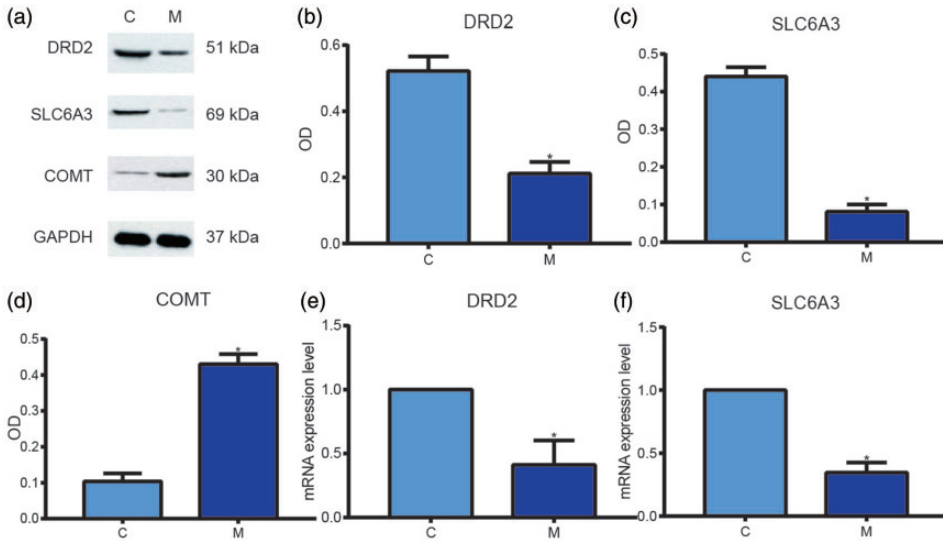 (a)
C M
DRD2 51 kDa
SLC6A3 69 kDa
COMT 30 kDa
GAPDH 37 kDa
(b) DRD2
OD
0.6
0.4
0.2
0.0
*
C M
(c) SLC6A3
OD
0.5
0.4
0.3
0.2
0.1
0.0
*
C M
(d) COMT
OD
0.5
0.4
0.3
0.2
0.1
0.0
*
C M
(e) DRD2
mRNA expression level
1.5
1.0
0.5
0.0
*
C M
(f) SLC6A3
mRNA expression level
1.5
1.0
0.5
0.0
*
C M